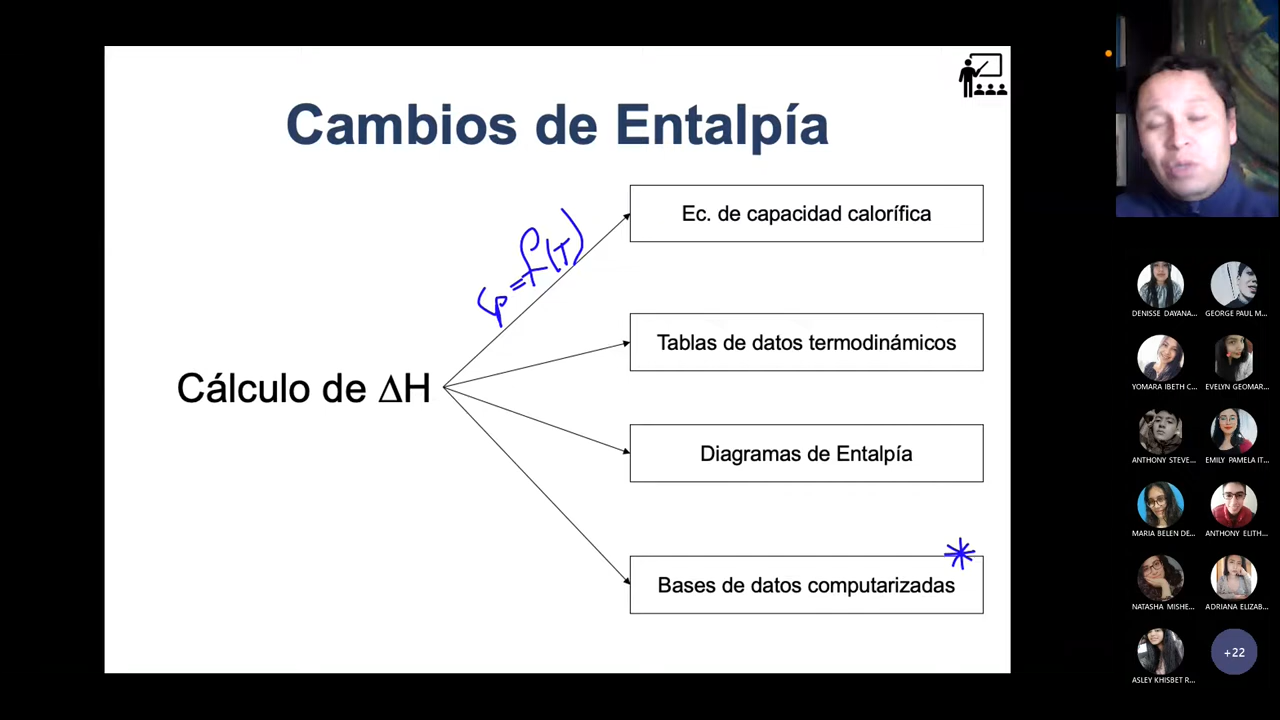 Cambios de Entalpía
Cp = f(T)
Ec. de capacidad calorífica
Tablas de datos termodinámicos
Cálculo de ΔH
Diagramas de Entalpía
Bases de datos computarizadas *
DENISSE DAYANA... GEORGE PAUL M...
YOMARA IBETH C... EVELYN GEOMAR...
ANTHONY STEVE... EMILY PAMELA IT...
MARIA BELEN DE... ANTHONY ELITH...
NATASHA MISHE... ADRIANA ELIZAB...
+22
ASLEY KHISBET R...